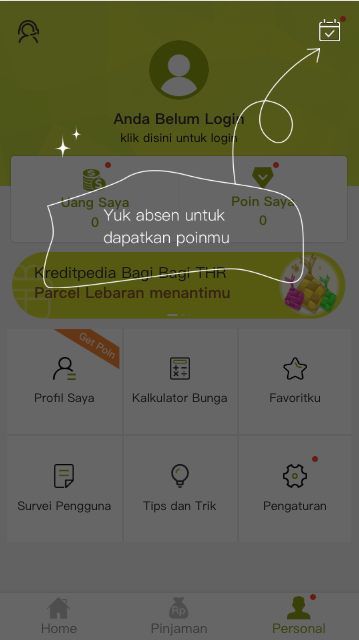 Anda Belum Login
klik disini untuk login
Uang Saya
0
Poin Saya
0
Yuk absen untuk
dapatkan poinmu
Kreditpedia Bagi Bagi THR
Parcel Lebaran menantimu
Get Poin
Profil Saya
Kalkulator Bunga
Favoritku
Survei Pengguna
Tips dan Trik
Pengaturan
Home
Rp
Pinjaman
Personal